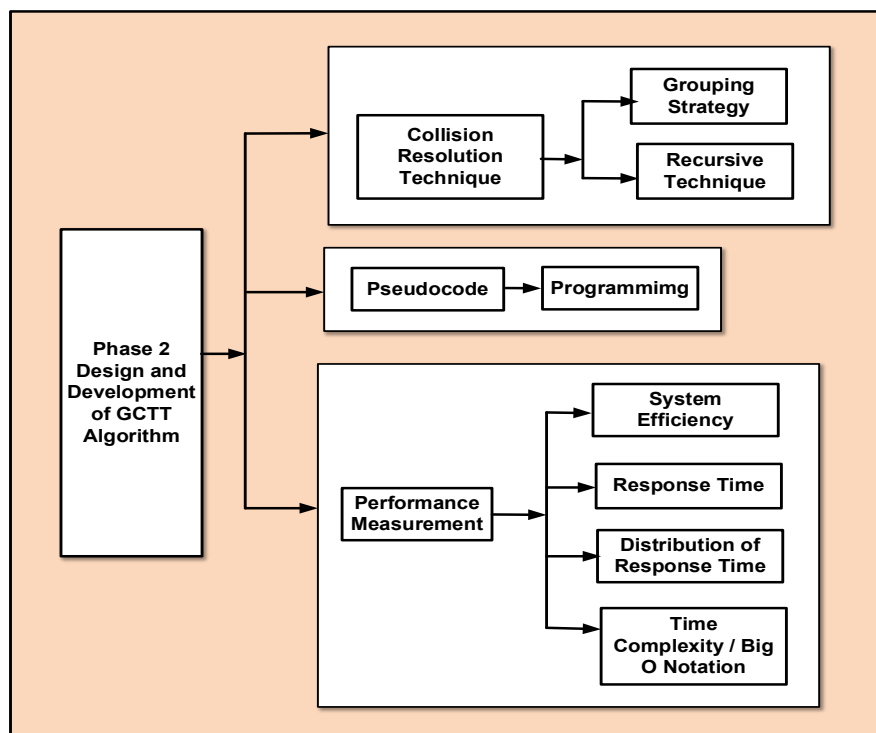 Phase 2
Design and
Development
of GCTT
Algorithm
Collision
Resolution
Technique
Grouping
Strategy
Recursive
Technique
Pseudocode
Programmimg
Performance
Measurement
System
Efficiency
Response Time
Distribution of
Response Time
Time
Complexity / Big
O Notation